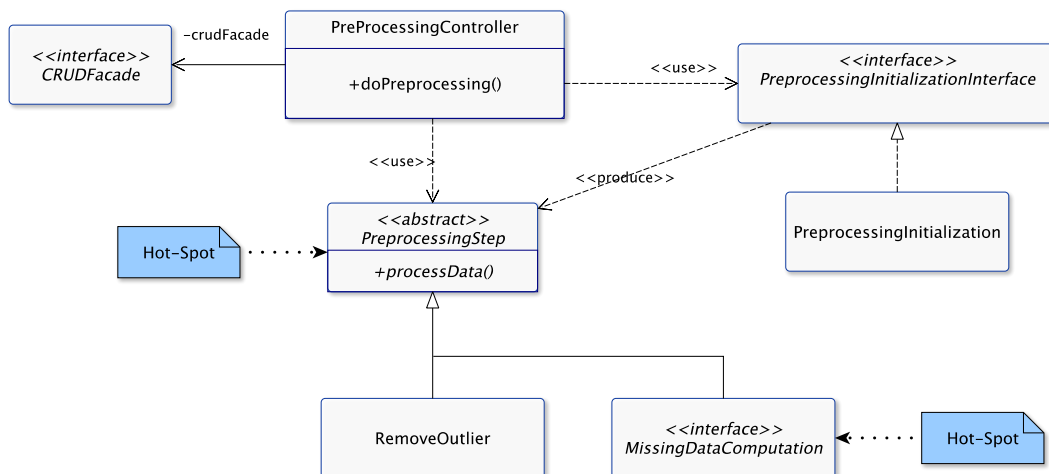 -crudFacade
PreProcessingController
<<interface>>
CRUDFacade
+doPreprocessing()
<<use>>
<<interface>>
PreprocessingInitializationInterface
<<use>>
<<produce>>
<<abstract>>
PreprocessingStep
+processData()
Hot-Spot
PreprocessingInitialization
RemoveOutlier
<<interface>>
MissingDataComputation
Hot-Spot